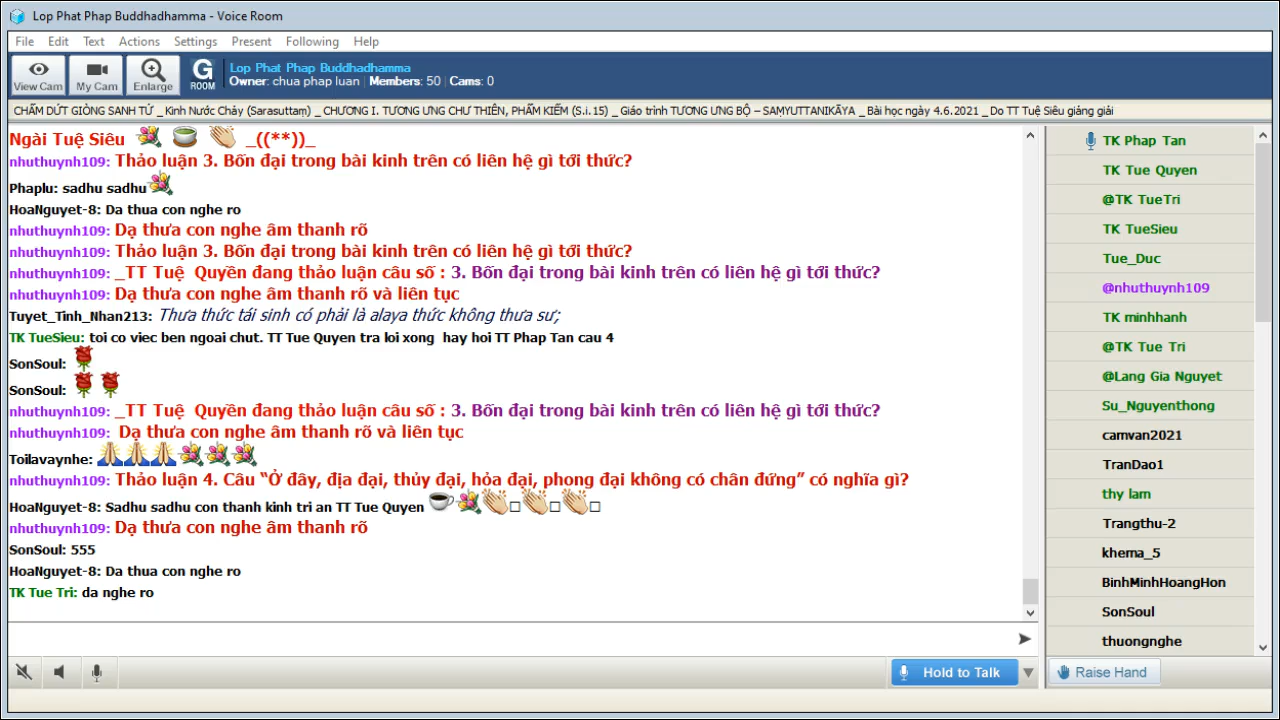 Lop Phat Phap Buddhadhamma - Voice Room
File Edit Text Actions Settings Present Following Help
View Cam My Cam Enlarge G ROOM
Lop Phat Phap Buddhadhamma
Owner: chua phap luan | Members: 50 | Cams: 0
CHẤM DỨT GIÒNG SANH TỬ _ Kinh Nước Chảy (Sarasuttaṃ) _ CHƯƠNG I. TƯƠNG ƯNG CHƯ THIÊN, PHẨM KIẾM (S.i.15) _ Giáo trình TƯƠNG ƯNG BỘ – SAṂYUTTANIKĀYA _ Bài học ngày 4.6.2021 _ Do TT Tuệ Siêu giảng giải
Ngài Tuệ Siêu _((**))_
nhuthuynh109: Thảo luận 3. Bốn đại trong bài kinh trên có liên hệ gì tới thức?
Phaplu: sadhu sadhu
HoaNguyet-8: Da thua con nghe ro
nhuthuynh109: Dạ thưa con nghe âm thanh rõ
nhuthuynh109: Thảo luận 3. Bốn đại trong bài kinh trên có liên hệ gì tới thức?
nhuthuynh109: _TT Tuệ Quyền đang thảo luận câu số : 3. Bốn đại trong bài kinh trên có liên hệ gì tới thức?
nhuthuynh109: Dạ thưa con nghe âm thanh rõ và liên tục
Tuyet_Tinh_Nhan213: Thưa thức tái sinh có phải là alaya thức không thưa sư;
TK TueSieu: toi co viec ben ngoai chut. TT Tue Quyen tra loi xong hay hoi TT Phap Tan cau 4
SonSoul:
SonSoul:
nhuthuynh109: _TT Tuệ Quyền đang thảo luận câu số : 3. Bốn đại trong bài kinh trên có liên hệ gì tới thức?
nhuthuynh109: Dạ thưa con nghe âm thanh rõ và liên tục
Toilavaynhe:
nhuthuynh109: Thảo luận 4. Câu “Ở đây, địa đại, thủy đại, hỏa đại, phong đại không có chân đứng” có nghĩa gì?
HoaNguyet-8: Sadhu sadhu con thanh kinh tri an TT Tue Quyen
nhuthuynh109: Dạ thưa con nghe âm thanh rõ
SonSoul: 555
HoaNguyet-8: Da thua con nghe ro
TK Tue Tri: da nghe ro
TK Phap Tan
TK Tue Quyen
@TK TueTri
TK TueSieu
Tue_Duc
@nhuthuynh109
TK minhhanh
@TK Tue Tri
@Lang Gia Nguyet
Su_Nguyenthong
camvan2021
TranDao1
thy lam
Trangthu-2
khema_5
BinhMinhHoangHon
SonSoul
thuongnghe
Hold to Talk
Raise Hand